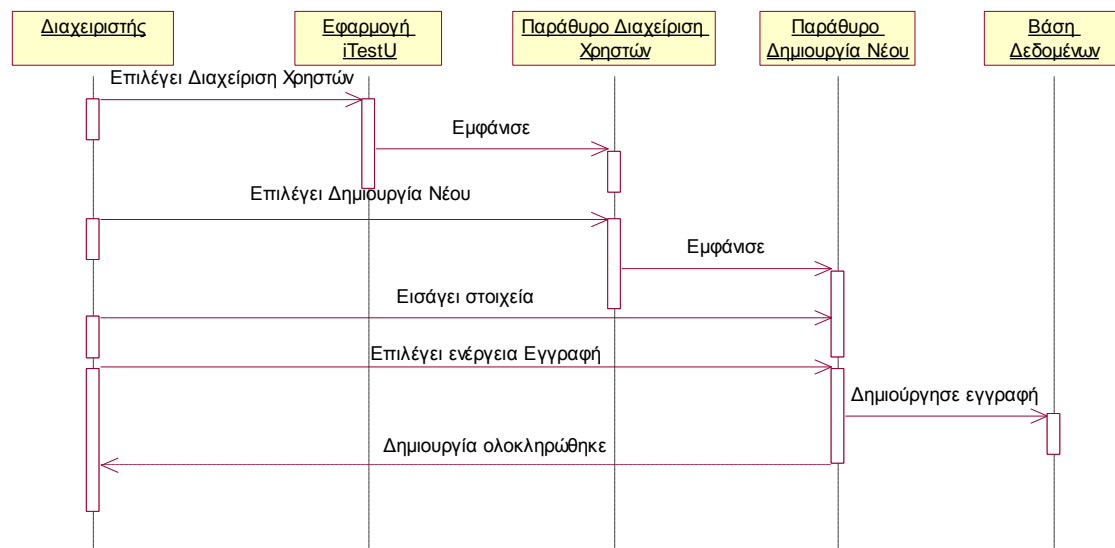 Διαχειριστής
Εφαρμογή
iTestU
Παράθυρο Διαχείριση
Χρηστών
Παράθυρο
Δημιουργία Νέου
Βάση
Δεδομένων
Επιλέγει Διαχείριση Χρηστών
Εμφάνισε
Επιλέγει Δημιουργία Νέου
Εμφάνισε
Εισάγει στοιχεία
Επιλέγει ενέργεια Εγγραφή
Δημιούργησε εγγραφή
Δημιουργία ολοκληρώθηκε